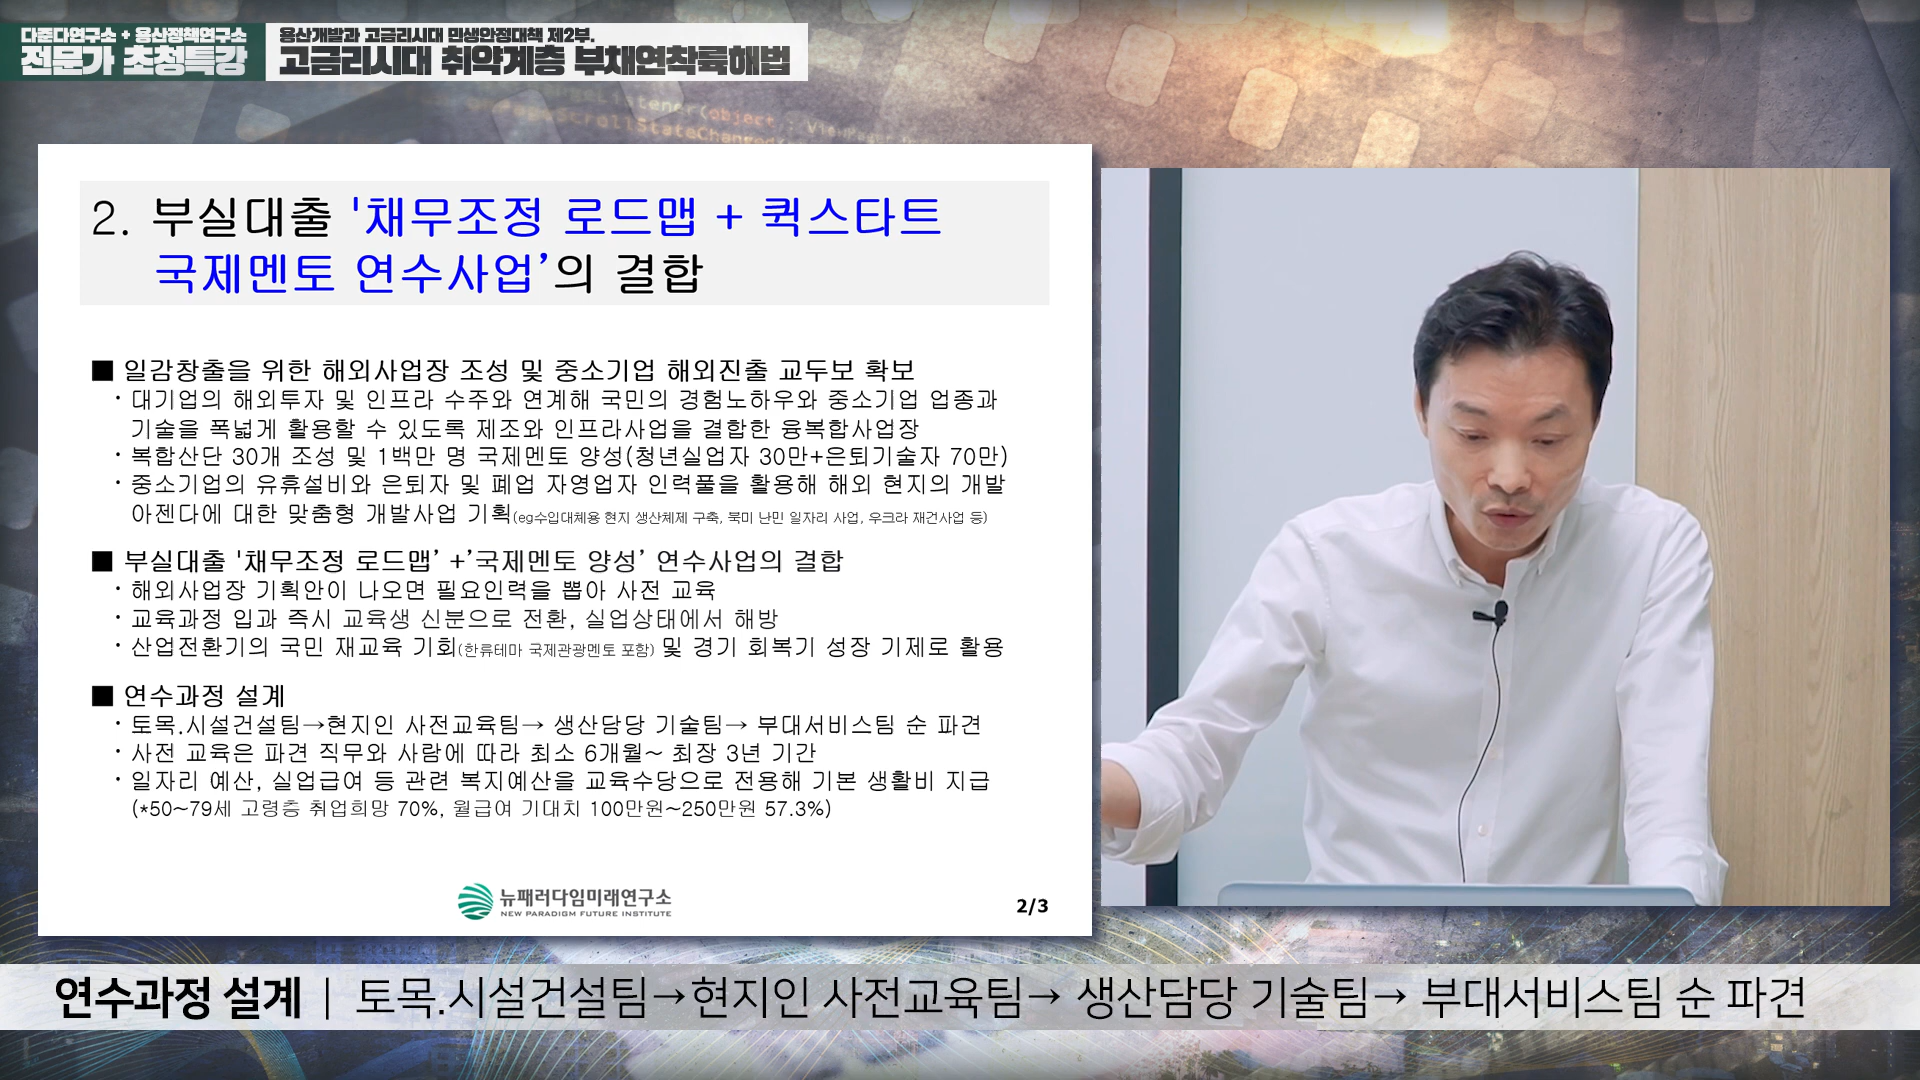 다준다연구소 + 용산정책연구소
전문가 초청특강
용산개발과 고금리시대 민생안정대책 제2부.
고금리시대 취약계층 부채연착륙해법
getListener(object
onPageScrollStateChanged
2. 부실대출 '채무조정 로드맵 + 퀵스타트
국제멘토 연수사업’의 결합
■ 일감창출을 위한 해외사업장 조성 및 중소기업 해외진출 교두보 확보
· 대기업의 해외투자 및 인프라 수주와 연계해 국민의 경험노하우와 중소기업 업종과
기술을 폭넓게 활용할 수 있도록 제조와 인프라사업을 결합한 융복합사업장
· 복합산단 30개 조성 및 1백만 명 국제멘토 양성(청년실업자 30만+은퇴기술자 70만)
· 중소기업의 유휴설비와 은퇴자 및 폐업 자영업자 인력풀을 활용해 해외 현지의 개발
아젠다에 대한 맞춤형 개발사업 기획(eg수입대체용 현지 생산체제 구축, 북미 난민 일자리 사업, 우크라 재건사업 등)
■ 부실대출 '채무조정 로드맵’ +’국제멘토 양성’ 연수사업의 결합
· 해외사업장 기획안이 나오면 필요인력을 뽑아 사전 교육
· 교육과정 입과 즉시 교육생 신분으로 전환, 실업상태에서 해방
· 산업전환기의 국민 재교육 기회(한류테마 국제관광멘토 포함) 및 경기 회복기 성장 기제로 활용
■ 연수과정 설계
· 토목.시설건설팀→현지인 사전교육팀→ 생산담당 기술팀→ 부대서비스팀 순 파견
· 사전 교육은 파견 직무와 사람에 따라 최소 6개월~ 최장 3년 기간
· 일자리 예산, 실업급여 등 관련 복지예산을 교육수당으로 전용해 기본 생활비 지급
(*50~79세 고령층 취업희망 70%, 월급여 기대치 100만원~250만원 57.3%)
뉴패러다임미래연구소
NEW PARADIGM FUTURE INSTITUTE
2/3
연수과정 설계 | 토목.시설건설팀→현지인 사전교육팀→ 생산담당 기술팀→ 부대서비스팀 순 파견